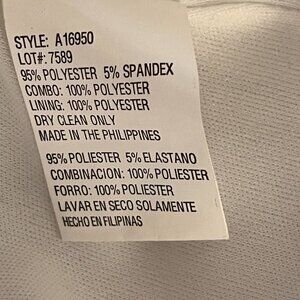 STYLE: A16950
LOT#: 7589
95% POLYESTER 5% SPANDEX
COMBO: 100% POLYESTER
LINING: 100% POLYESTER
DRY CLEAN ONLY
MADE IN THE PHILIPPINES
95% POLIESTER 5% ELASTANO
COMBINACION: 100% POLIESTER
FORRO: 100% POLIESTER
LAVAR EN SECO SOLAMENTE
HECHO EN FILIPINAS